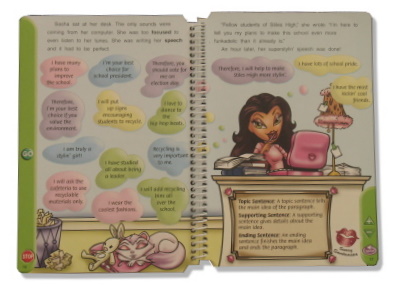 Sasha sat at her desk. The only sounds were
coming from her computer. She was too focused to
even listen to her tunes. She was writing her speech
and it had to be perfect.
I have many
plans to
improve the
school.
I'm your best
choice for
school president.
Therefore, you
should vote for
me on
election day.
Therefore,
I'm your best
choice if you
value the
environment.
I will put
up signs
encouraging
students to recycle.
I love to
dance to
the
hip-hop beats.
I am truly a
stylin' girl!
I have studied
all about being
a leader.
Recycling is
very important
to me.
I will ask the
cafeteria to use
recyclable
materials only.
I wear the
coolest fashions.
I will add recycling
bins all
over the
school.
STOP
"Fellow students of Stiles High", she wrote. "I'm here to
tell you my plans to make this school even more
fantastic than it already is."
An hour later, her superstylin' speech was done!
Therefore, I will help to make
Stiles High most stylin'.
I have lots of school pride.
I have the most
stylin' best
friends.
Topic Sentence: a topic sentence tells
the main idea of the paragraph.
Supporting Sentence: a supporting
sentence gives details about the
main idea.
Ending Sentence: an ending
sentence finishes the main idea
and ends the paragraph.